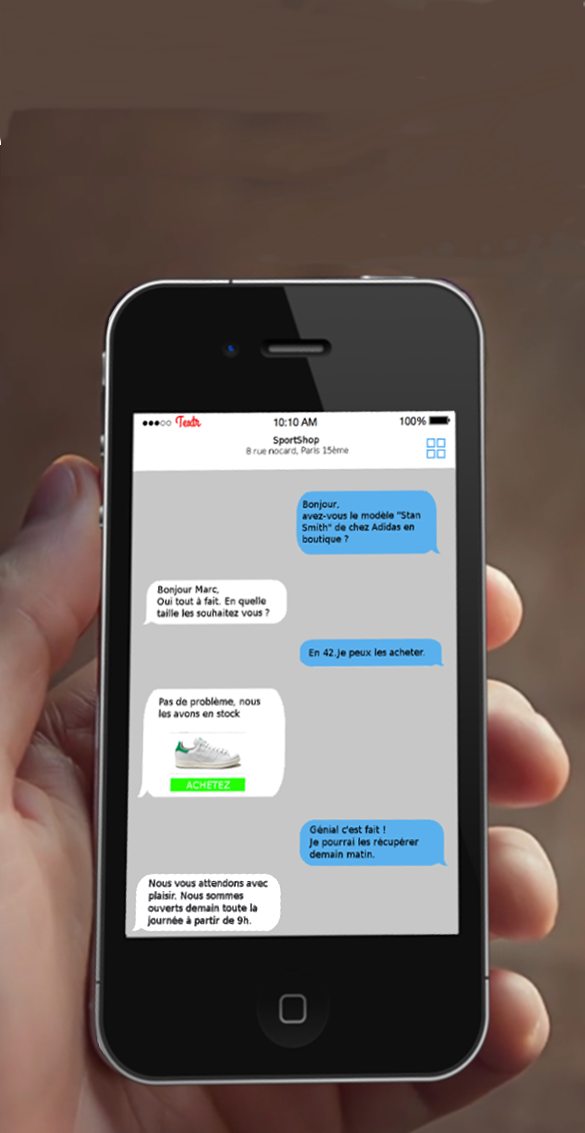 Textr 10:10 AM 100%
SportShop
8 rue nocard, Paris 15ème
Bonjour,
avez-vous le modèle "Stan
Smith" de chez Adidas en
boutique ?
Bonjour Marc,
Oui tout à fait. En quelle
taille les souhaitez vous ?
En 42.Je peux les acheter.
Pas de problème, nous
les avons en stock
ACHETEZ
Génial c'est fait !
Je pourrai les récupérer
demain matin.
Nous vous attendons avec
plaisir. Nous sommes
ouverts demain toute la
journée à partir de 9h.